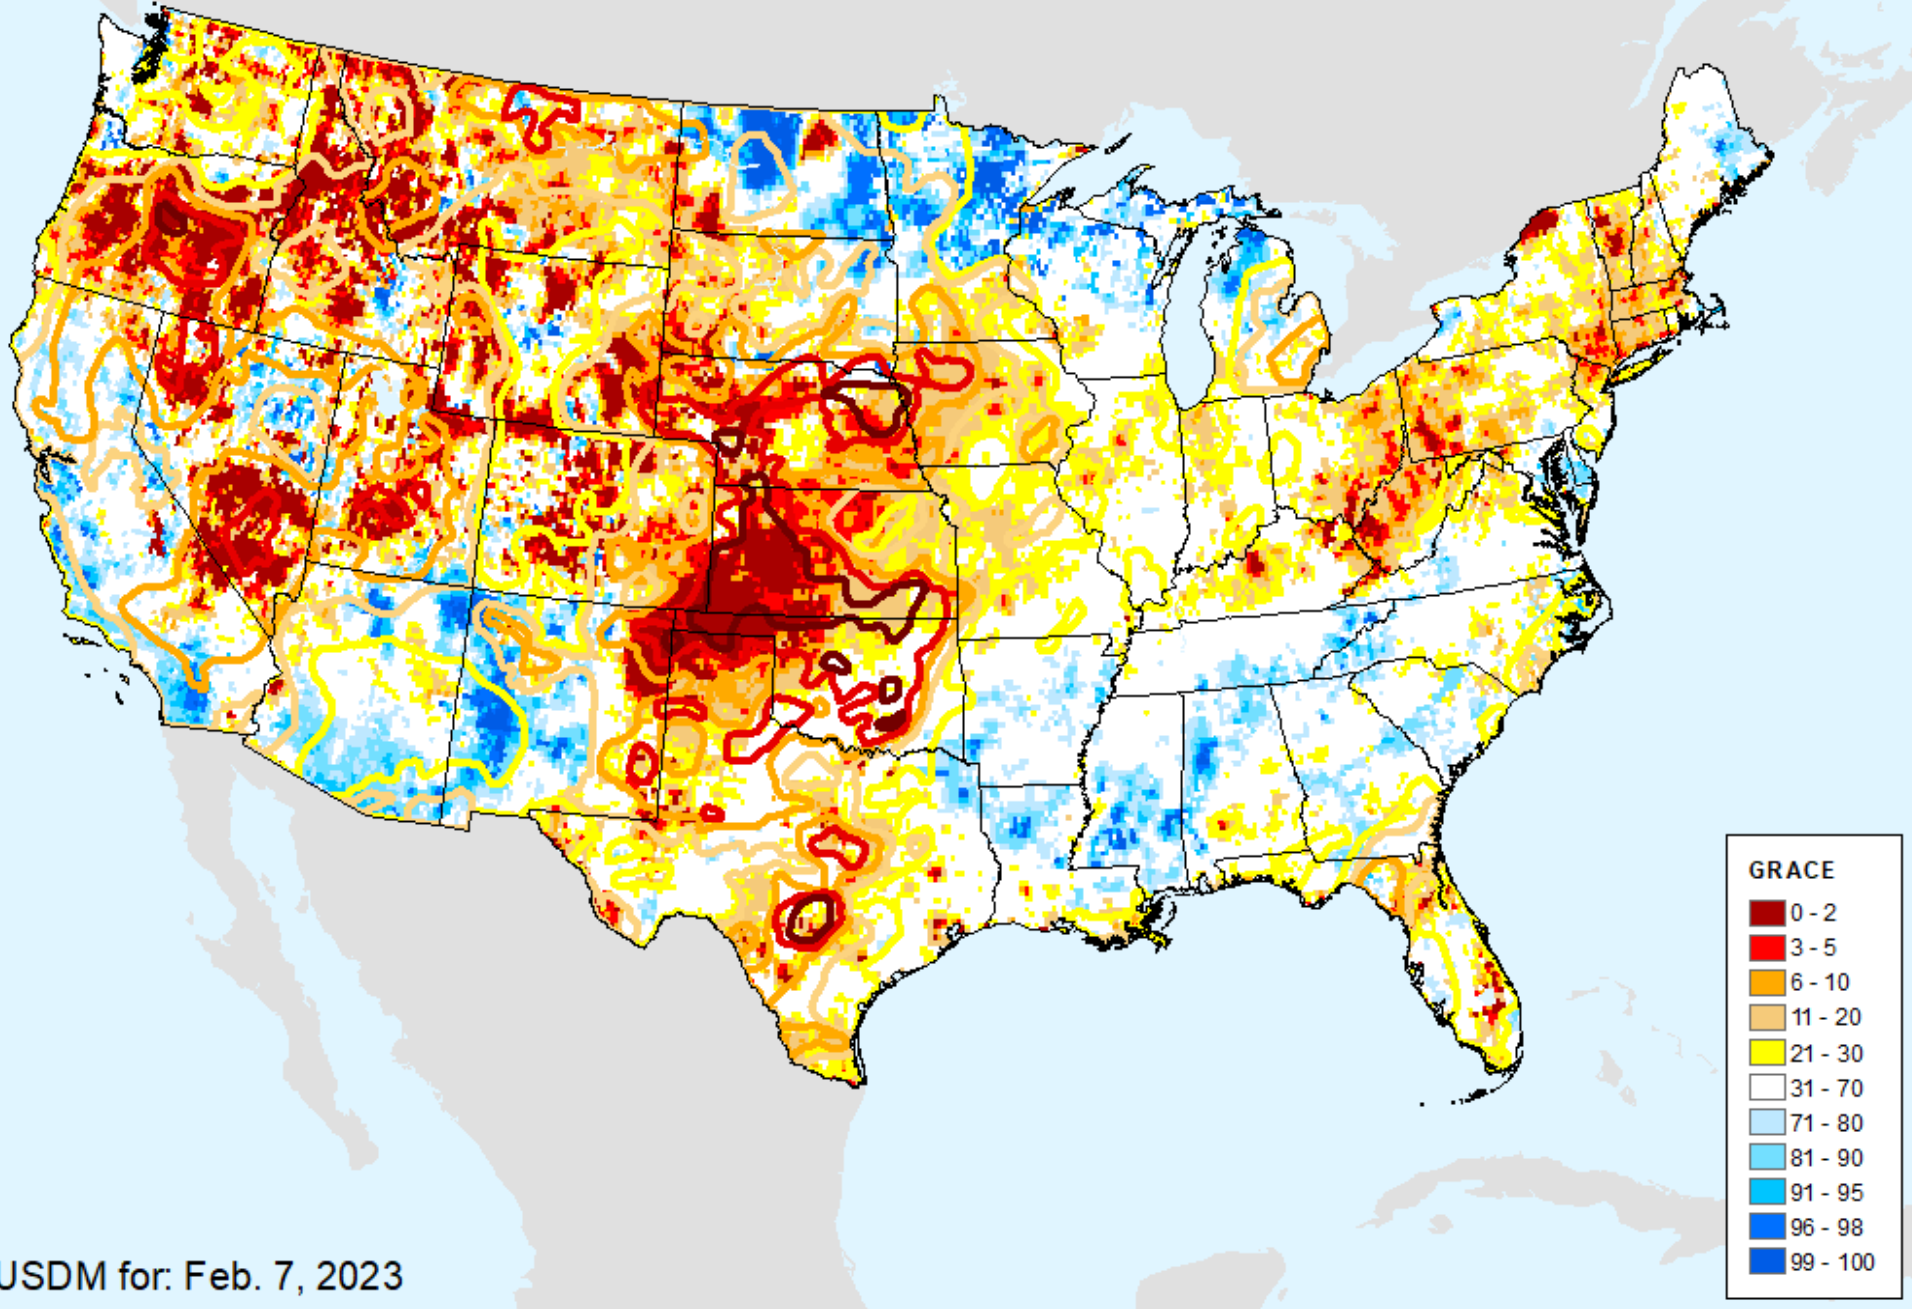 GRACE
0 - 2
3 - 5
6 - 10
11 - 20
21 - 30
31 - 70
71 - 80
81 - 90
91 - 95
96 - 98
99 - 100
USDM for: Feb. 7, 2023